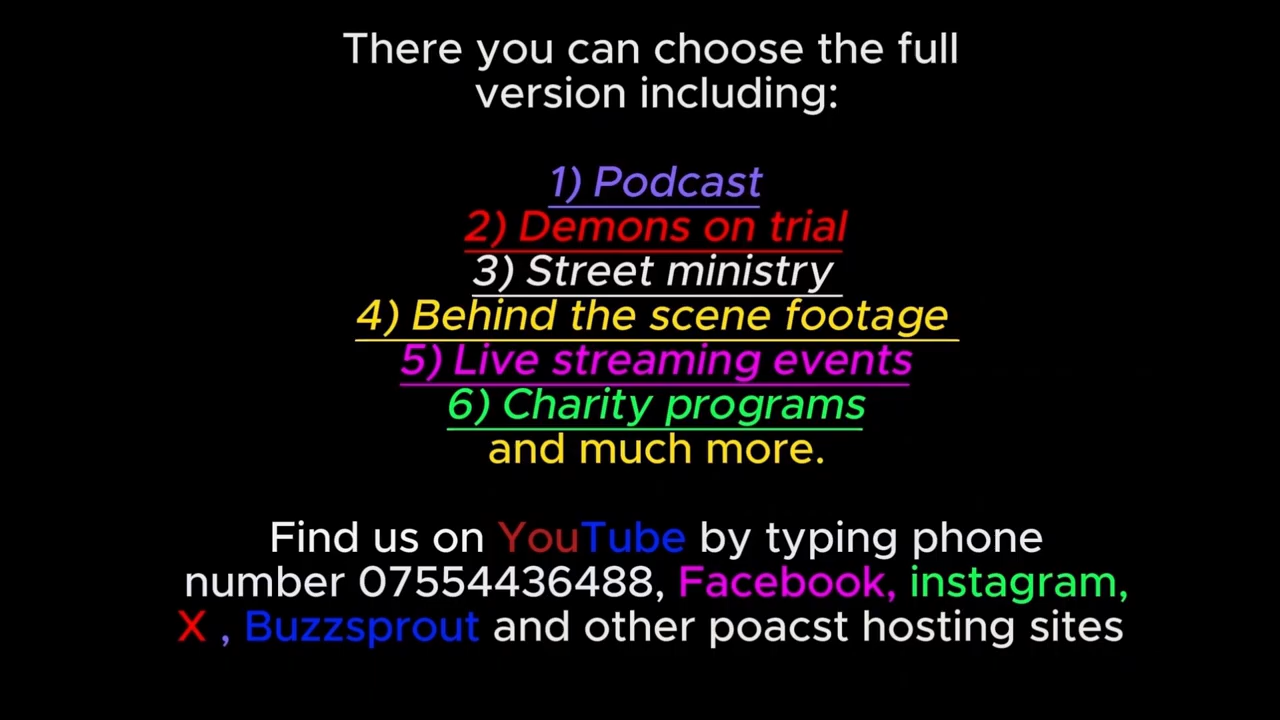 There you can choose the full
version including:
1) Podcast
2) Demons on trial
3) Street ministry
4) Behind the scene footage
5) Live streaming events
6) Charity programs
and much more.
Find us on YouTube by typing phone
number 07554436488, Facebook, instagram,
X , Buzzsprout and other poacst hosting sites